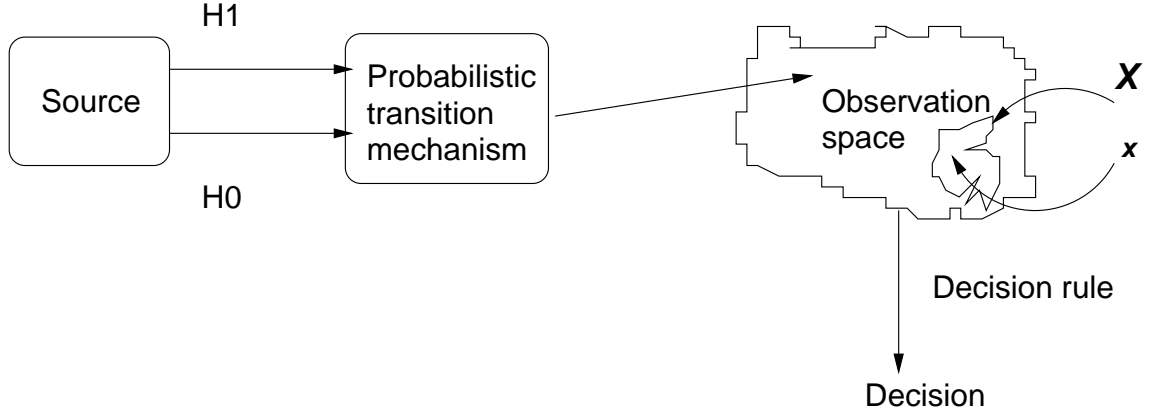 H1
Source
Probabilistic
transition
mechanism
H0
Observation
space
X
x
Decision rule
Decision